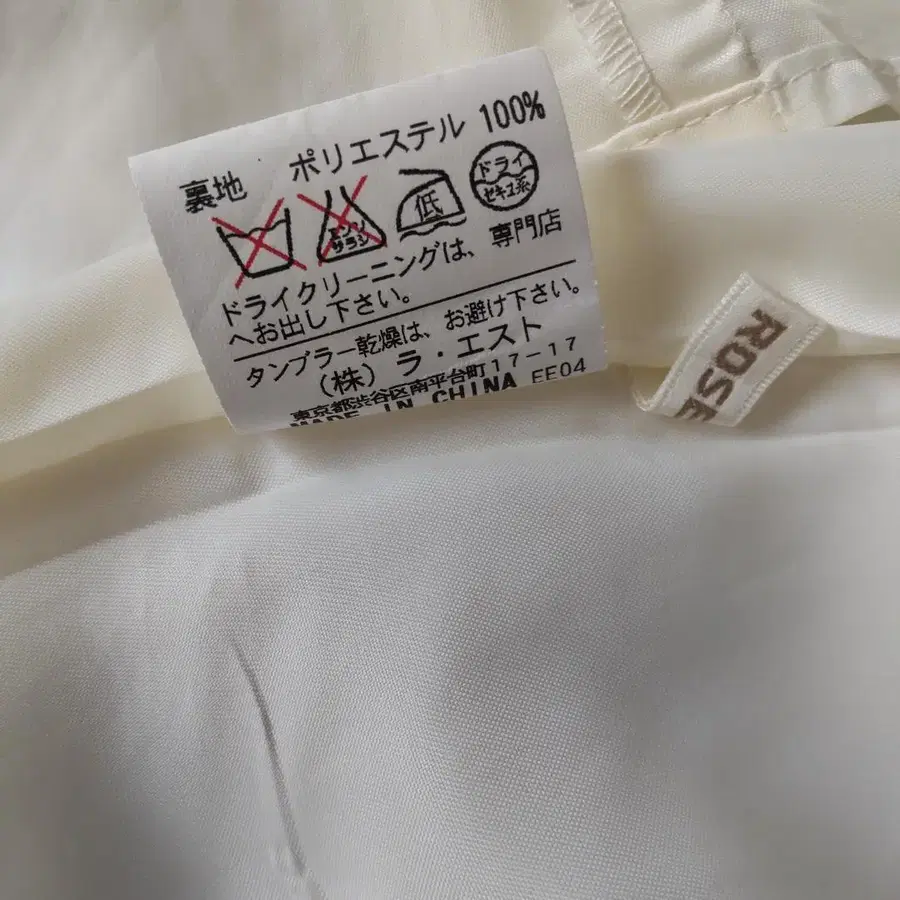 裏地 ポリエステル 100%
エンソ
サラシ
低
ドライ
セキユ系
ドライクリーニングは、専門店
へお出し下さい。
タンブラー乾燥は、お避け下さい。
(株) ラ・エスト
東京都渋谷区南平台町17-17
MADE IN CHINA EE04
ROSE